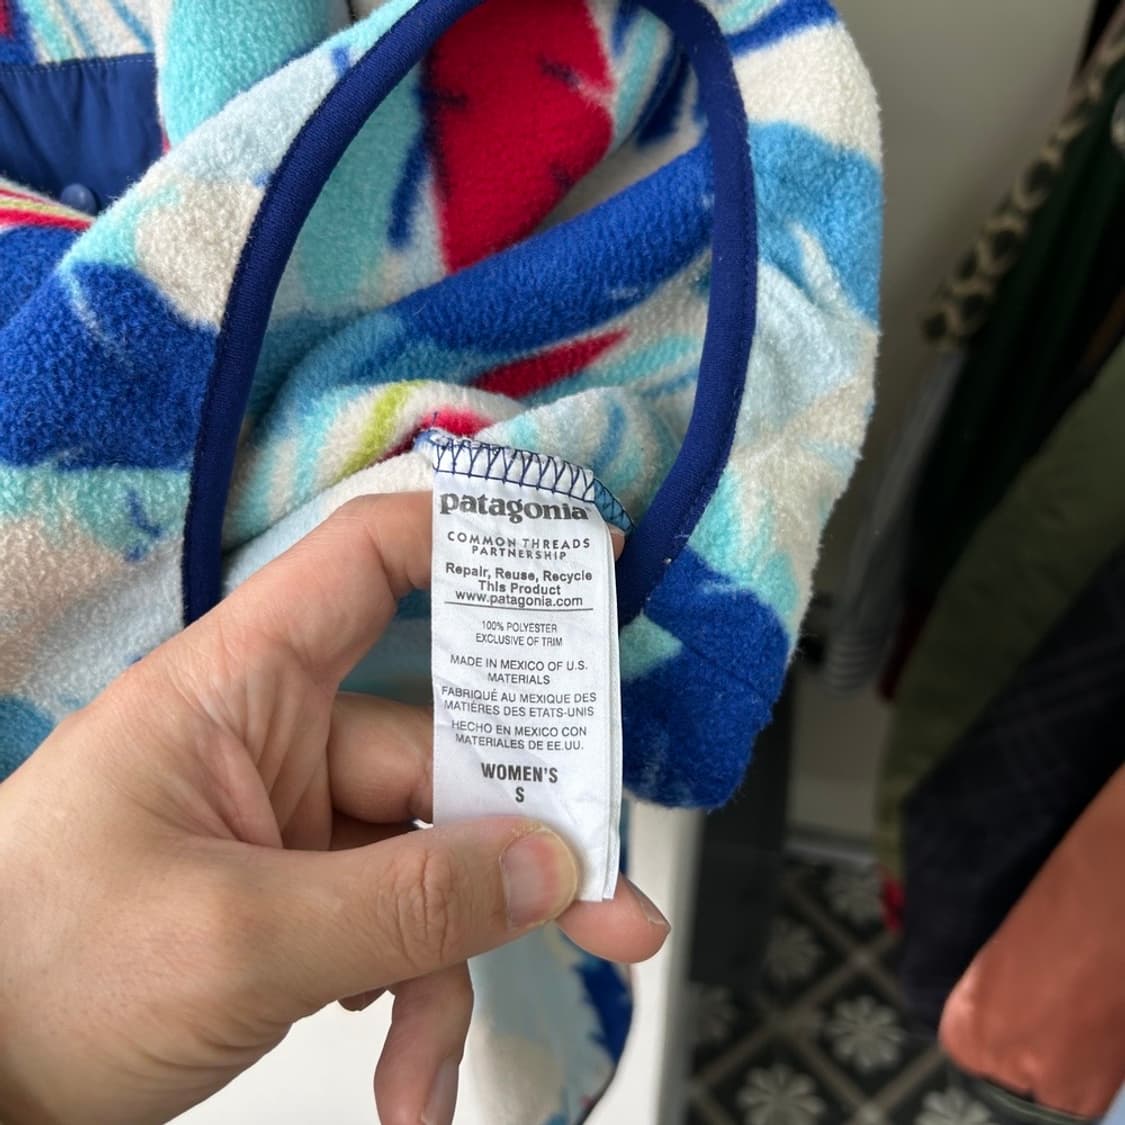 patagonia®
COMMON THREADS
PARTNERSHIP
Repair, Reuse, Recycle
This Product
www.patagonia.com
100% POLYESTER
EXCLUSIVE OF TRIM
MADE IN MEXICO OF U.S.
MATERIALS
FABRIQUÉ AU MEXIQUE DES
MATIÈRES DES ETATS-UNIS
HECHO EN MEXICO CON
MATERIALES DE EE.UU.
WOMEN'S
S